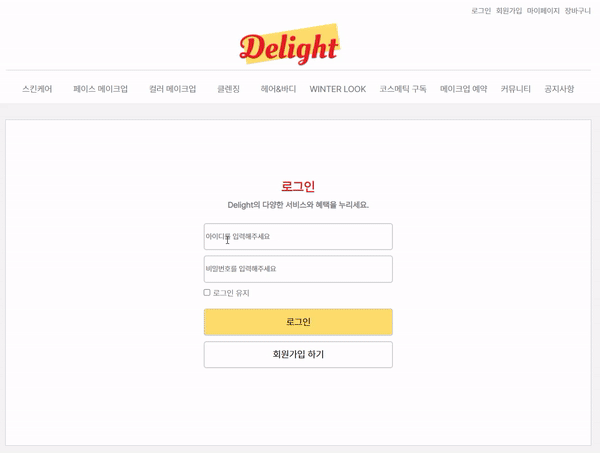 로그인 회원가입 마이페이지 장바구니
Delight
스킨케어 페이스 메이크업 컬러 메이크업 클렌징 헤어&바디 WINTER LOOK 코스메틱 구독 메이크업 예약 커뮤니티 공지사항
로그인
Delight의 다양한 서비스와 혜택을 누리세요.
아이디를 입력해주세요
비밀번호를 입력해주세요
로그인 유지
로그인
회원가입 하기